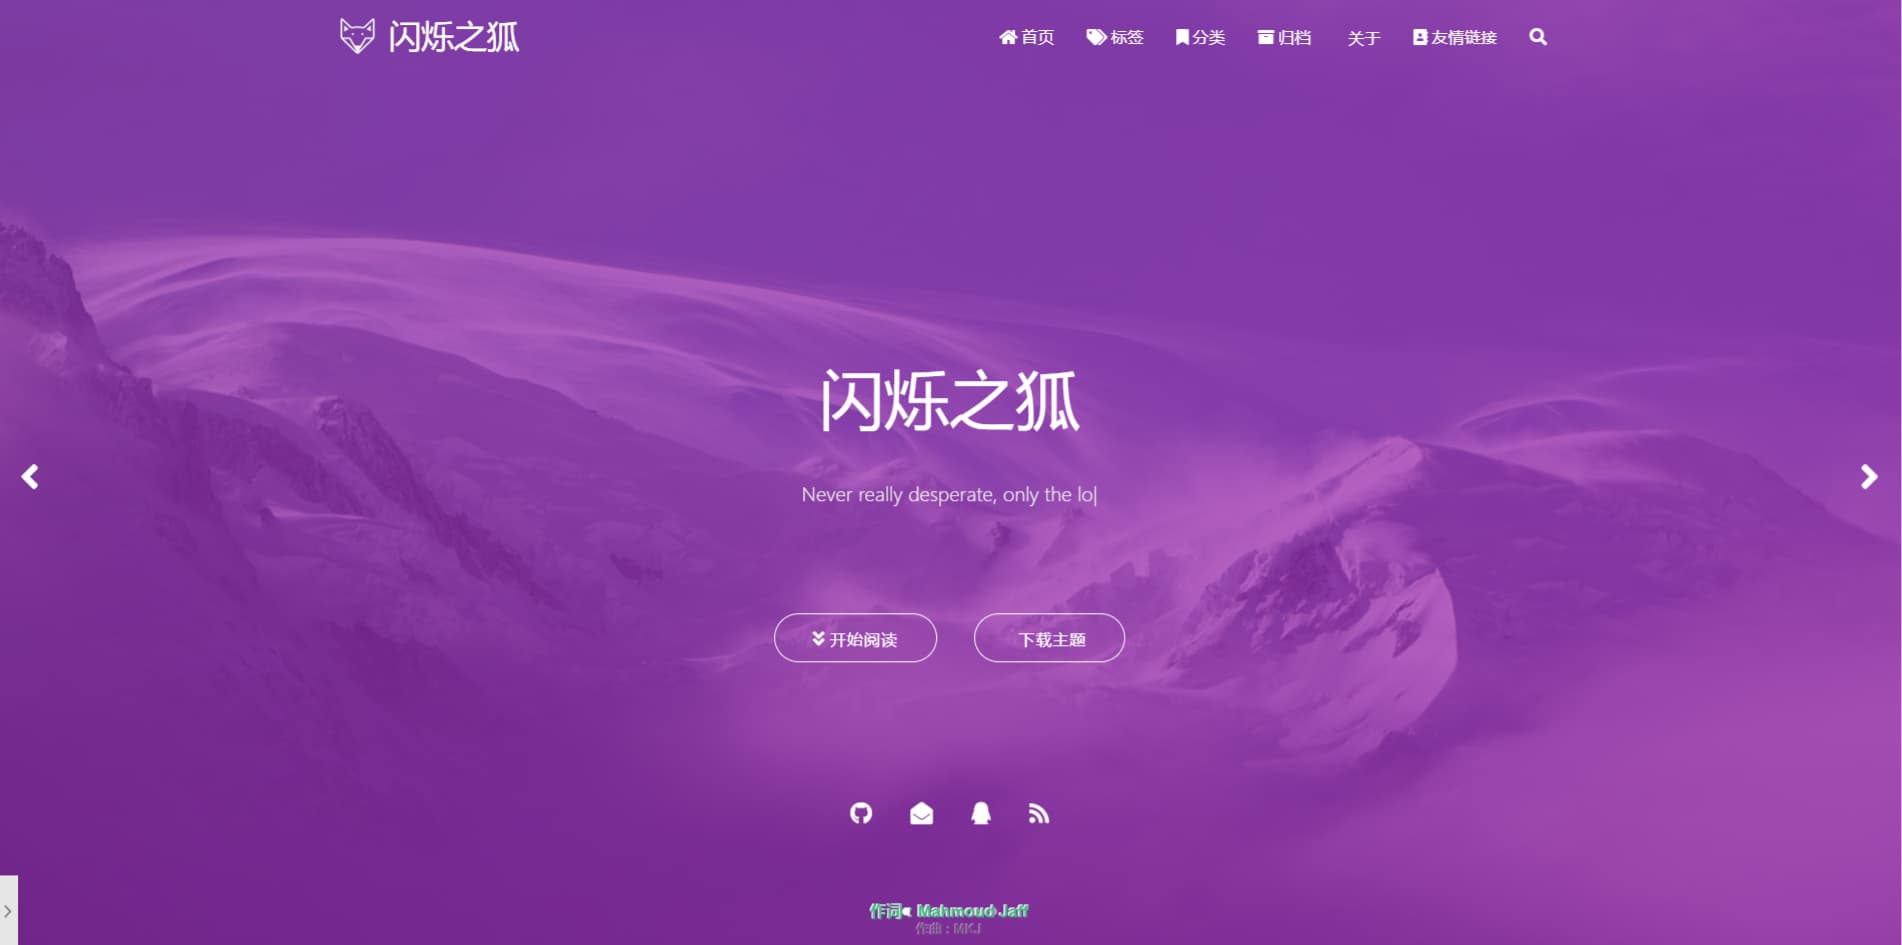 闪烁之狐
首页 标签 分类 归档 关于 友情链接
闪烁之狐
Never really desperate, only the lo|
开始阅读 下载主题
作词: Mahmoud Jaff
作曲 : MKJ